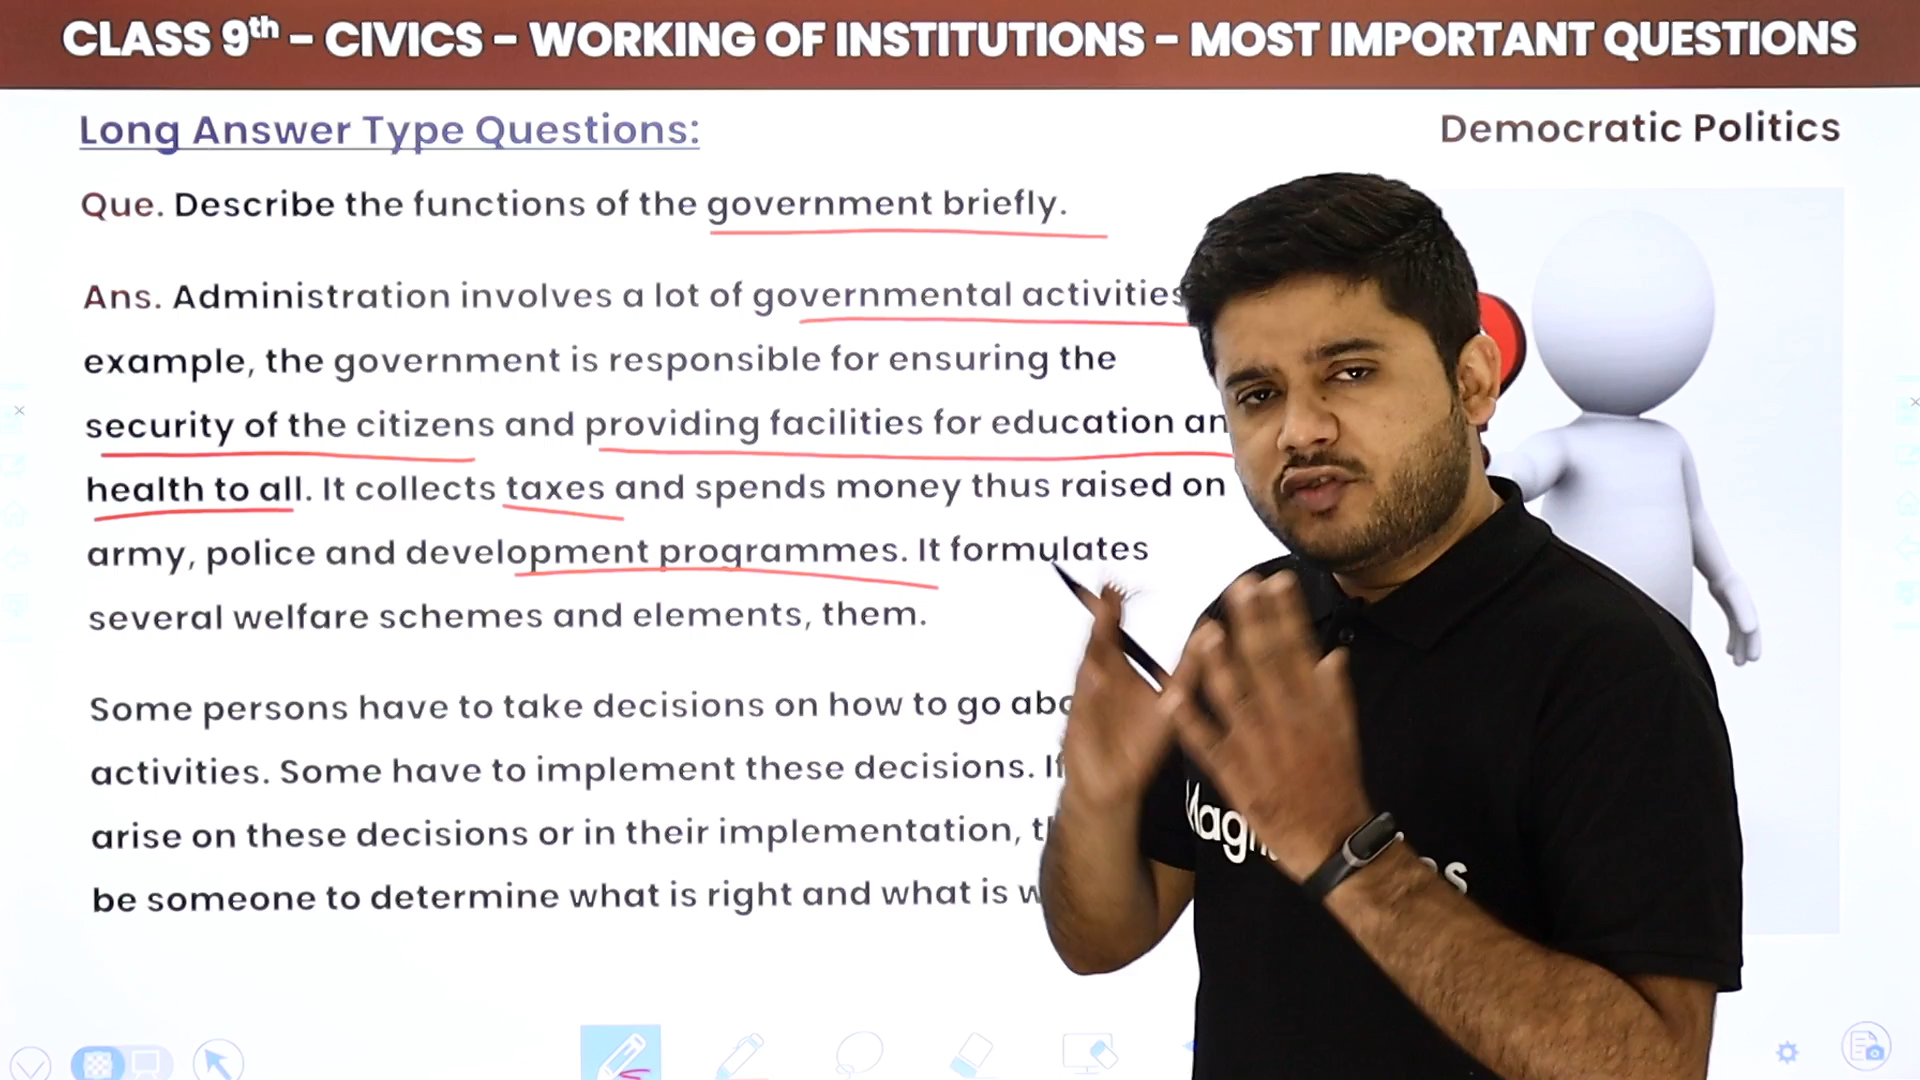 CLASS 9th - CIVICS - WORKING OF INSTITUTIONS - MOST IMPORTANT QUESTIONS
Long Answer Type Questions:
Democratic Politics
Que. Describe the functions of the government briefly.
Ans. Administration involves a lot of governmental activities
example, the government is responsible for ensuring the
security of the citizens and providing facilities for education an
health to all. It collects taxes and spends money thus raised on
army, police and development programmes. It formulates
several welfare schemes and elements, them.
Some persons have to take decisions on how to go abo
activities. Some have to implement these decisions. If
arise on these decisions or in their implementation, t
be someone to determine what is right and what is w